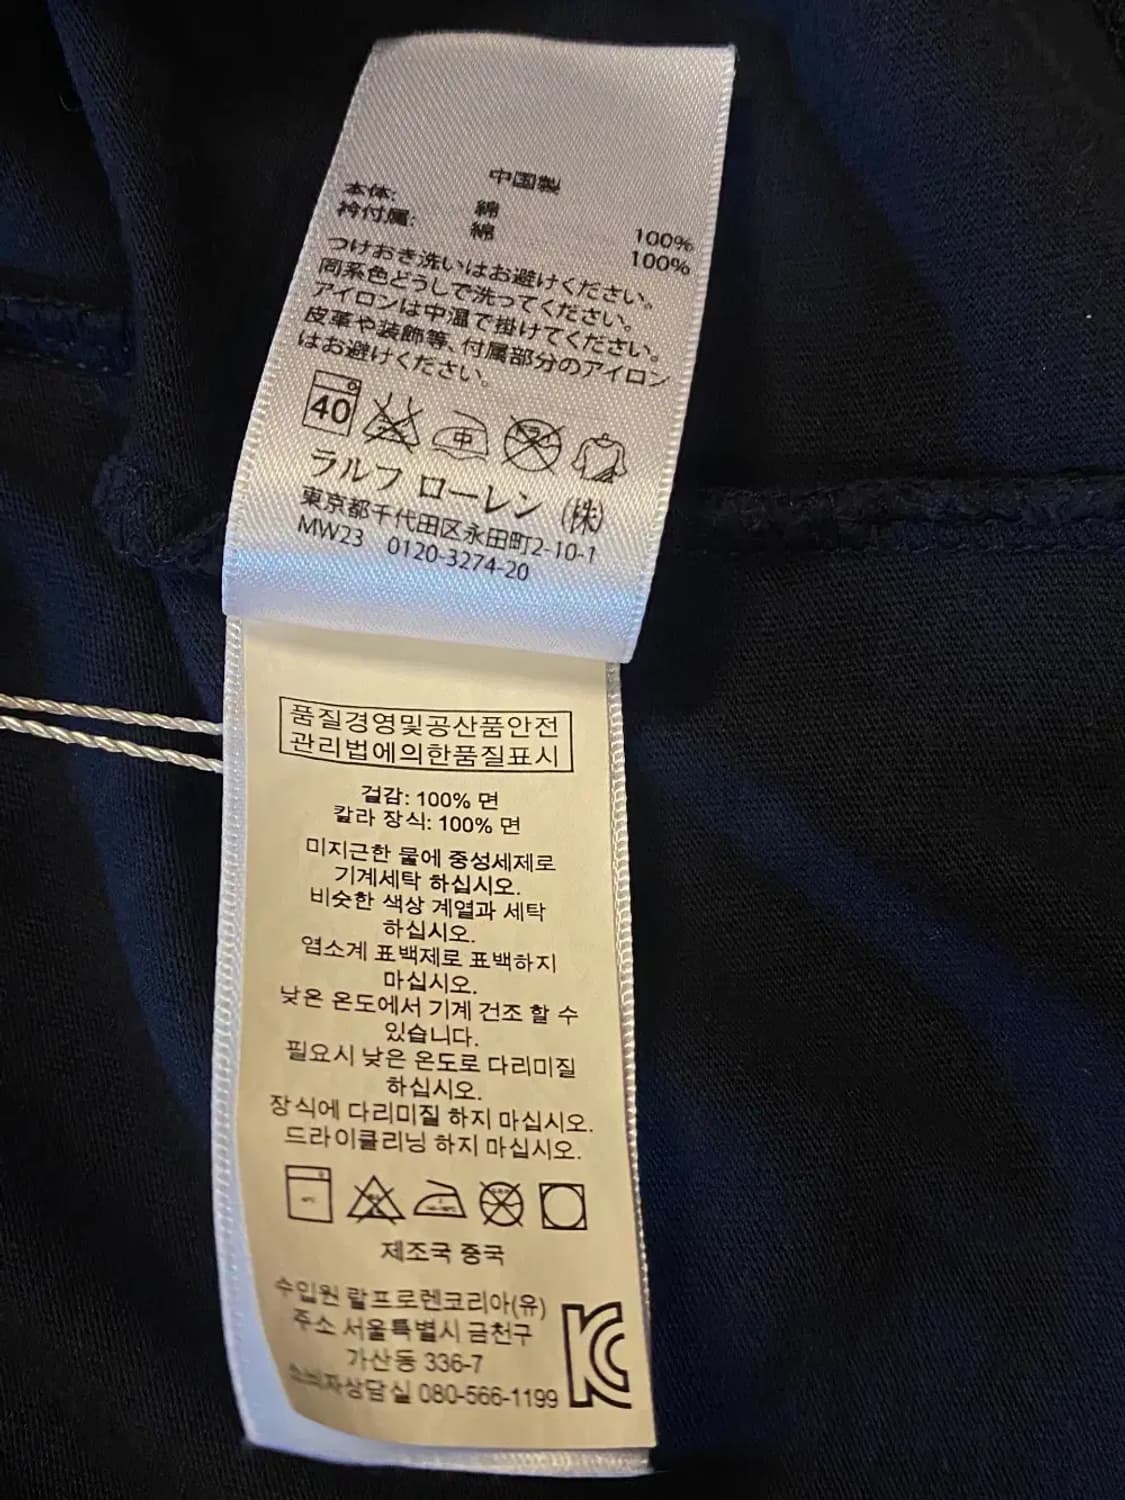 中国製
本体: 綿 100%
衿付属: 綿 100%
つけおき洗いはお避けください。
同系色どうしで洗ってください。
アイロンは中温で掛けてください。
皮革や装飾等、付属部分のアイロン
はお避けください。
40 中 ドライ
ラルフ ローレン (株)
東京都千代田区永田町2-10-1
MW23 0120-3274-20
품질경영및공산품안전
관리법에의한품질표시
겉감: 100% 면
칼라 장식: 100% 면
미지근한 물에 중성세제로
기계세탁 하십시오.
비슷한 색상 계열과 세탁
하십시오.
염소계 표백제로 표백하지
마십시오.
낮은 온도에서 기계 건조 할 수
있습니다.
필요시 낮은 온도로 다리미질
하십시오.
장식에 다리미질 하지 마십시오.
드라이클리닝 하지 마십시오.
제조국 중국
수입원 랄프로렌코리아(유)
주소 서울특별시 금천구
가산동 336-7
소비자상담실 080-566-1199